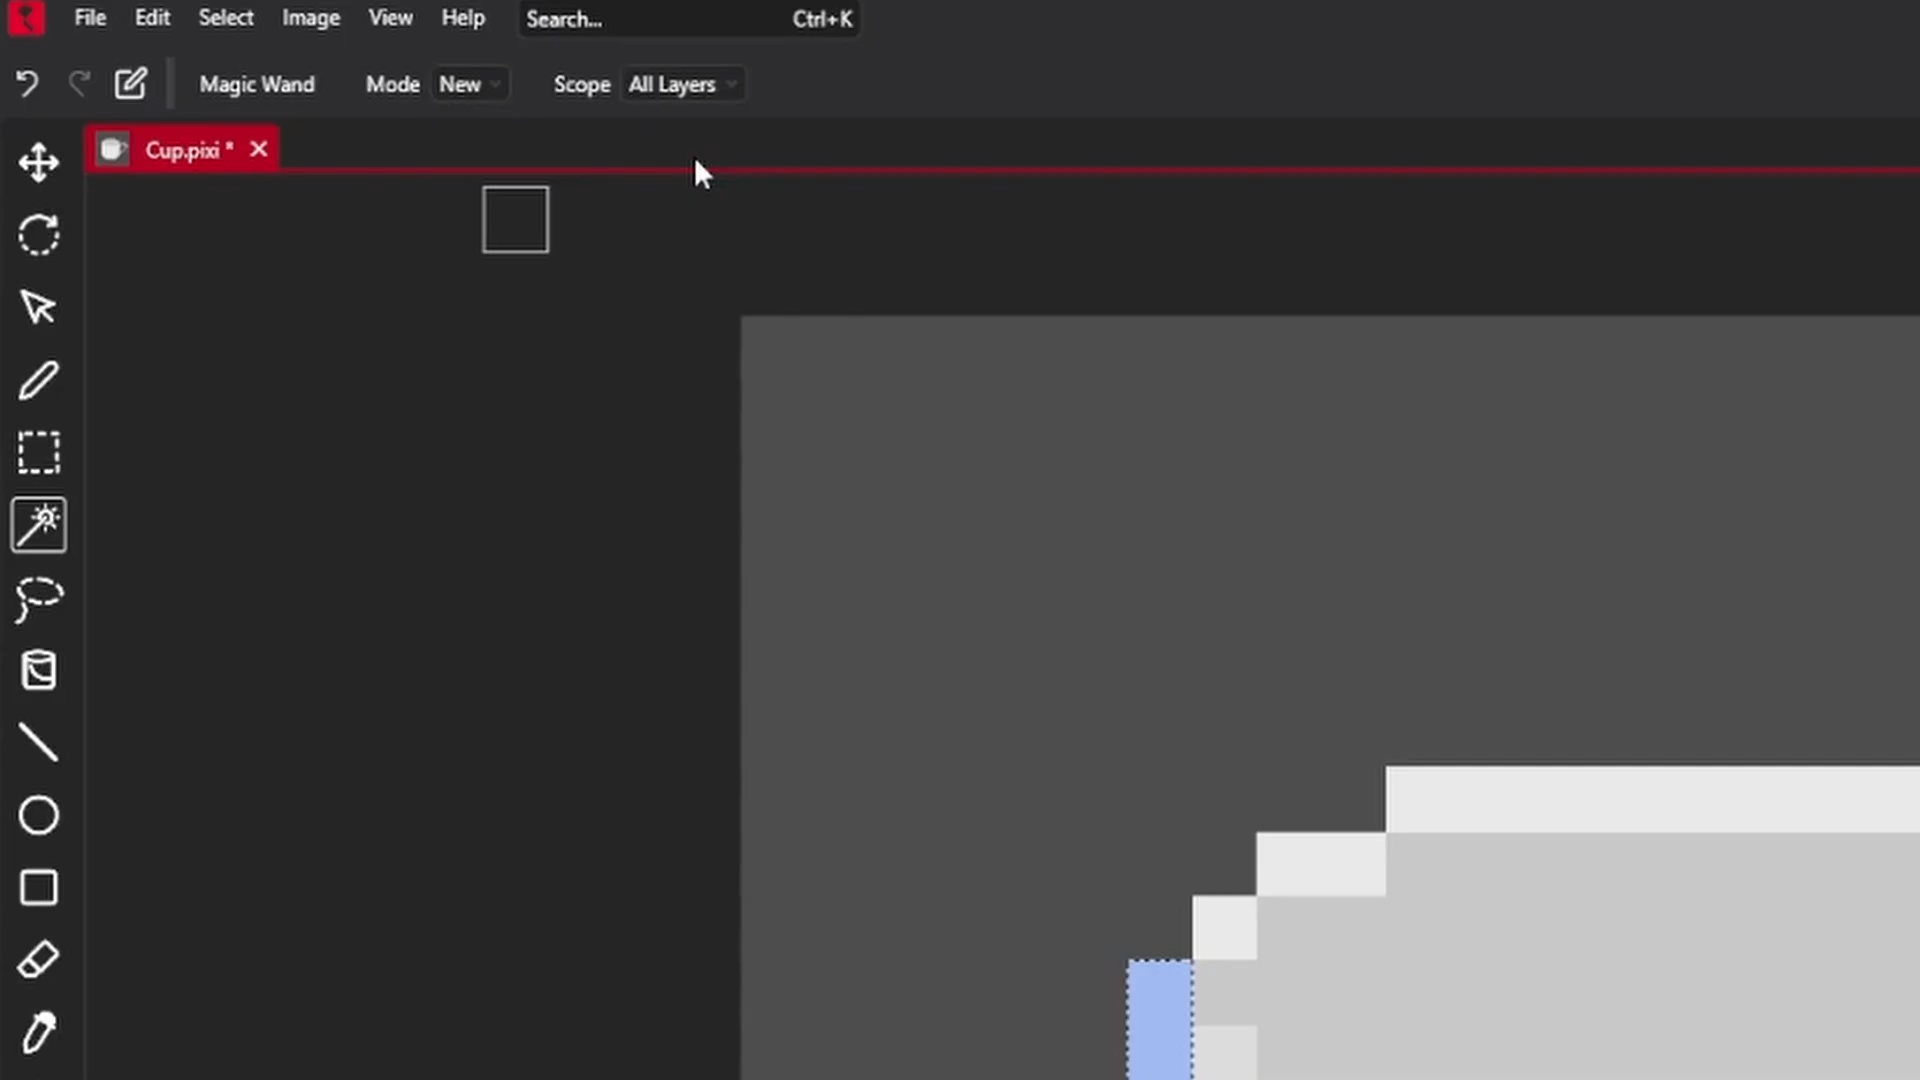 File Edit Select Image View Help Search... Ctrl+K
Magic Wand Mode New Scope All Layers
Cup.pixi *